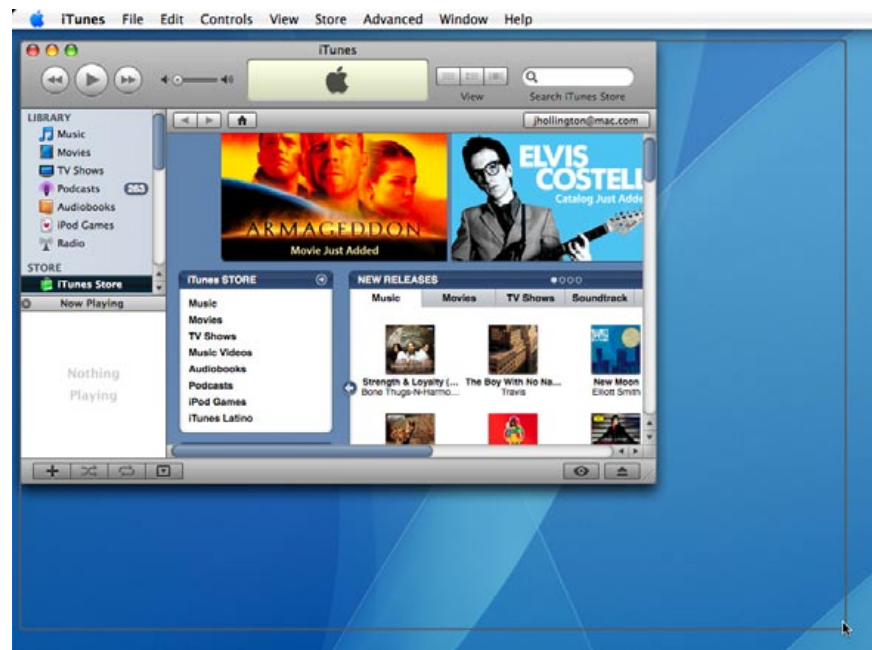 iTunes File Edit Controls View Store Advanced Window Help
iTunes
View Search iTunes Store
LIBRARY
Music
Movies
TV Shows
Podcasts 263
Audiobooks
iPod Games
Radio
STORE
iTunes Store
Now Playing
Nothing
Playing
jhollington@mac.com
ARMAGEDDON
Movie Just Added
ELVIS
COSTELL
Catalog Just Adde
iTunes STORE
Music
Movies
TV Shows
Music Videos
Audiobooks
Podcasts
iPod Games
iTunes Latino
NEW RELEASES
Music Movies TV Shows Soundtrack
Strength & Loyalty (... The Boy With No Na... New Moon
Bone Thugs-N-Harmo... Travis Elliott Smith